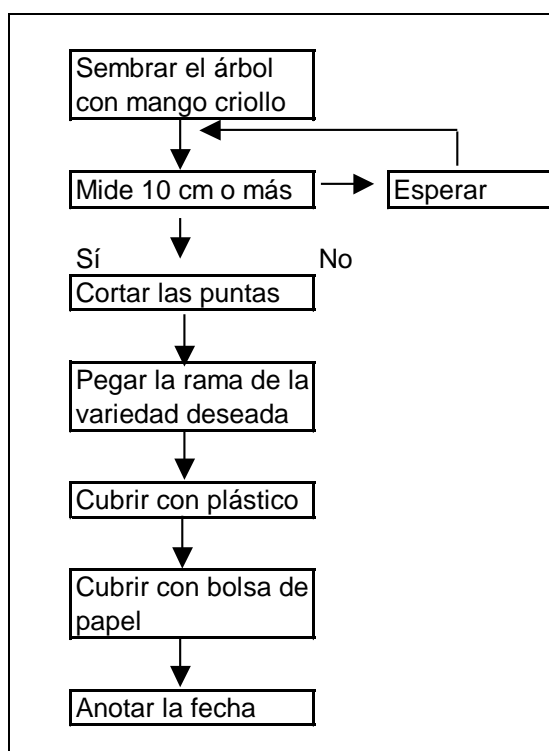 Sembrar el árbol
con mango criollo
Mide 10 cm o más
Esperar
Sí
No
Cortar las puntas
Pegar la rama de la
variedad deseada
Cubrir con plástico
Cubrir con bolsa de
papel
Anotar la fecha